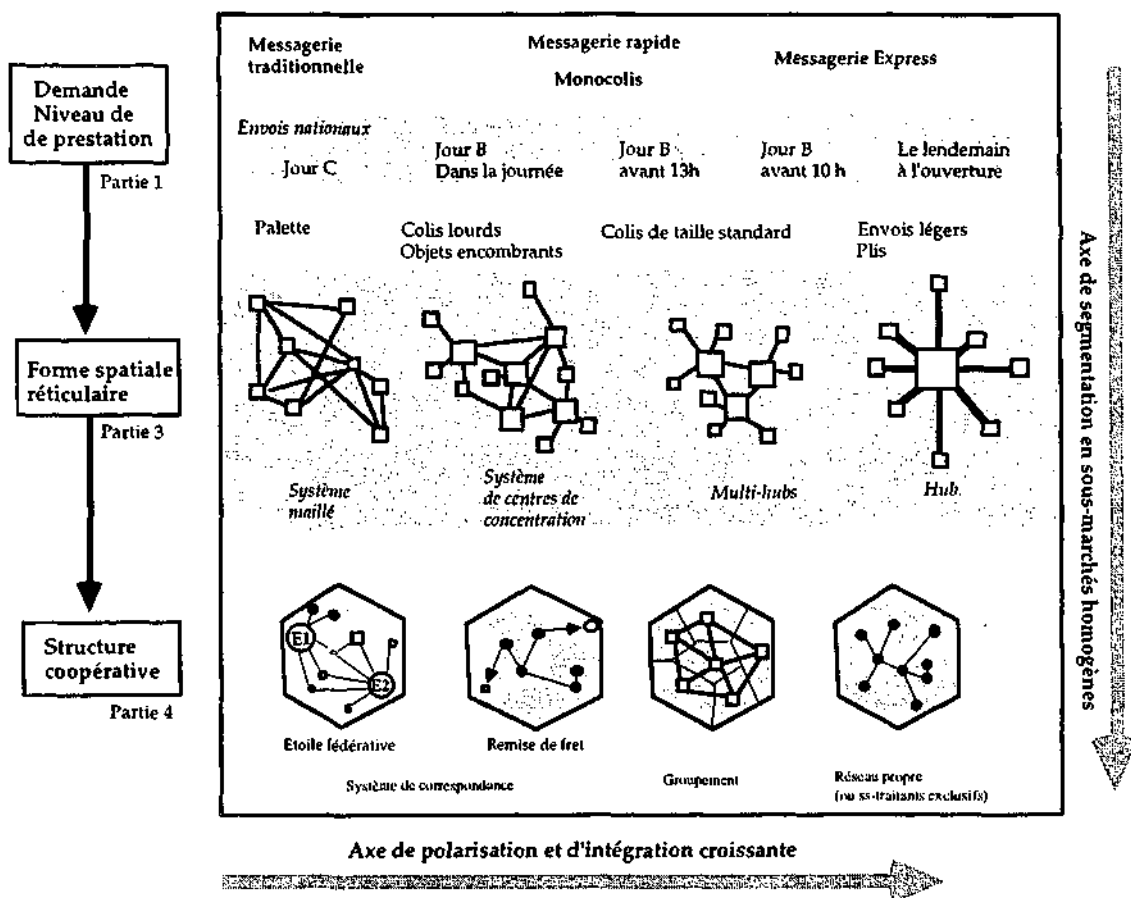 Messagerie
traditionnelle
Messagerie rapide
Monocolis
Messagerie Express
Demande
Niveau de
de prestation
Partie 1
Envois nationaux
Jour C
Jour B
Dans la journée
Jour B
avant 13h
Jour B
avant 10 h
Le lendemain
à l'ouverture
Palette
Colis lourds
Objets encombrants
Colis de taille standard
Envois légers
Plis
Forme spatiale
réticulaire
Partie 3
Système
maillé
Système
de centres de
concentration
Multi-hubs
Hub
Structure
coopérative
Partie 4
E1
E2
Etoile fédérative
Remise de fret
Système de correspondance
Groupement
Réseau propre
(ou ss-traitants exclusifs)
Axe de segmentation en sous-marchés homogènes
Axe de polarisation et d'intégration croissante